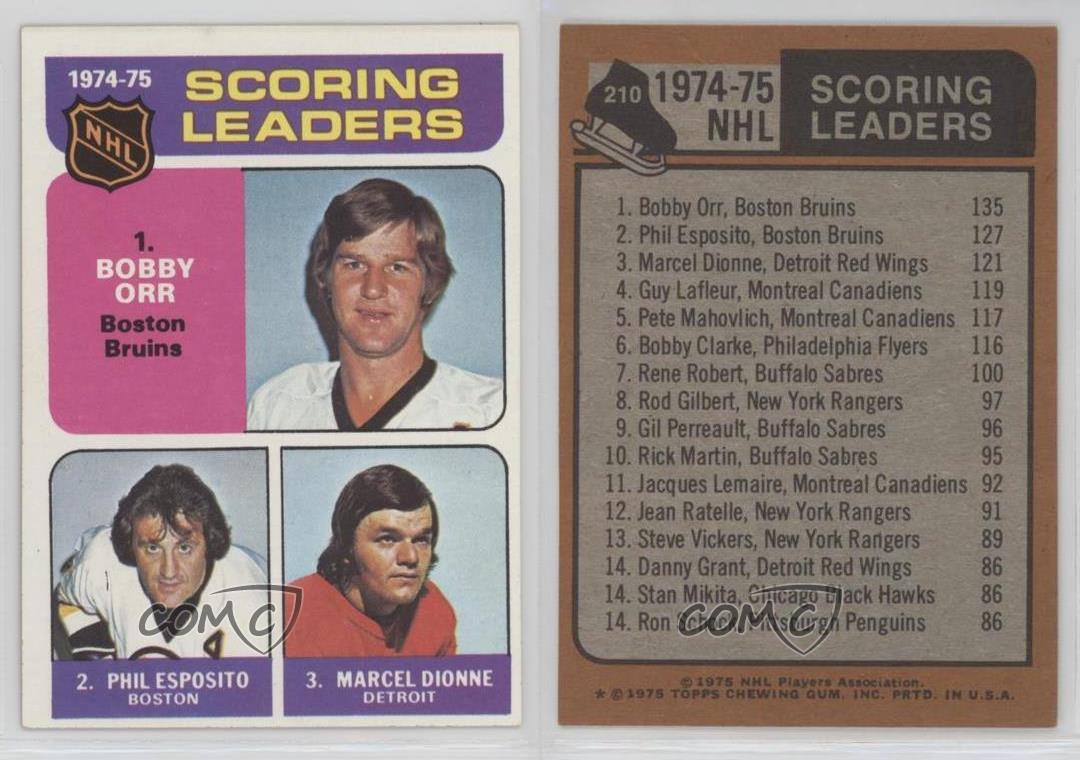 1974-75
SCORING
LEADERS
NHL
1.
BOBBY
ORR
Boston
Bruins
2. PHIL ESPOSITO
BOSTON
3. MARCEL DIONNE
DETROIT
COMC
210
1974-75
NHL
SCORING
LEADERS
1. Bobby Orr, Boston Bruins 135
2. Phil Esposito, Boston Bruins 127
3. Marcel Dionne, Detroit Red Wings 121
4. Guy Lafleur, Montreal Canadiens 119
5. Pete Mahovlich, Montreal Canadiens 117
6. Bobby Clarke, Philadelphia Flyers 116
7. Rene Robert, Buffalo Sabres 100
8. Rod Gilbert, New York Rangers 97
9. Gil Perreault, Buffalo Sabres 96
10. Rick Martin, Buffalo Sabres 95
11. Jacques Lemaire, Montreal Canadiens 92
12. Jean Ratelle, New York Rangers 91
13. Steve Vickers, New York Rangers 89
14. Danny Grant, Detroit Red Wings 86
14. Stan Mikita, Chicago Black Hawks 86
14. Ron Schock, Pittsburgh Penguins 86
COMC
© 1975 NHL Players Association.
* © 1975 TOPPS CHEWING GUM, INC. PRTD. IN U.S.A.